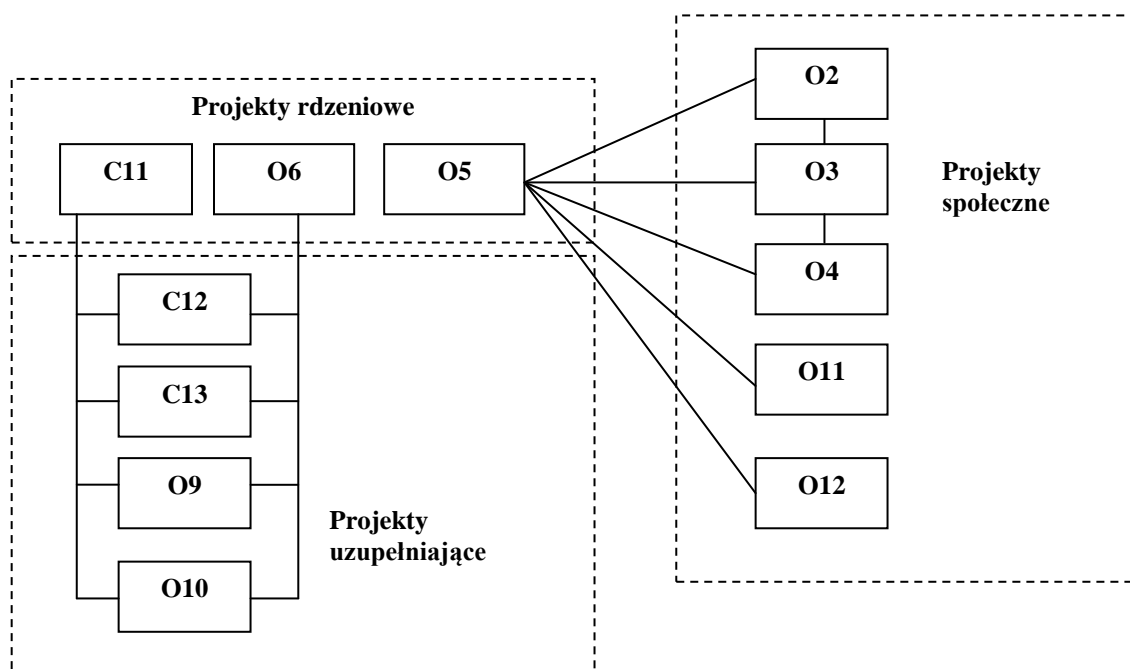 Projekty rdzeniowe
C11
O6
O5
C12
C13
O9
O10
Projekty
uzupełniające
O2
O3
O4
O11
O12
Projekty
społeczne